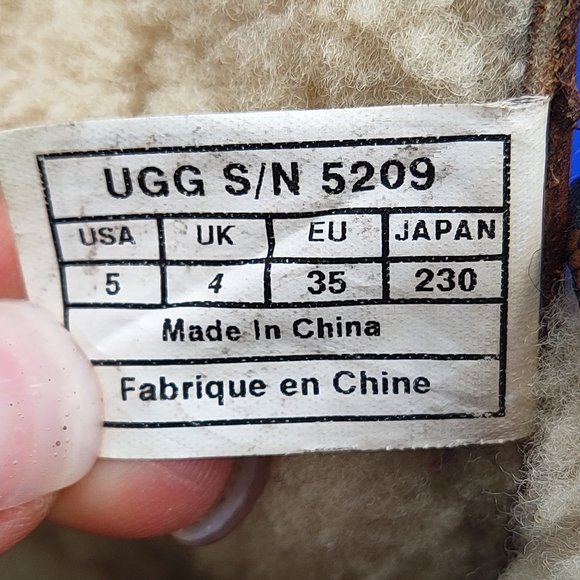 UGG S/N 5209
USA UK EU JAPAN
5 4 35 230
Made In China
Fabrique en Chine